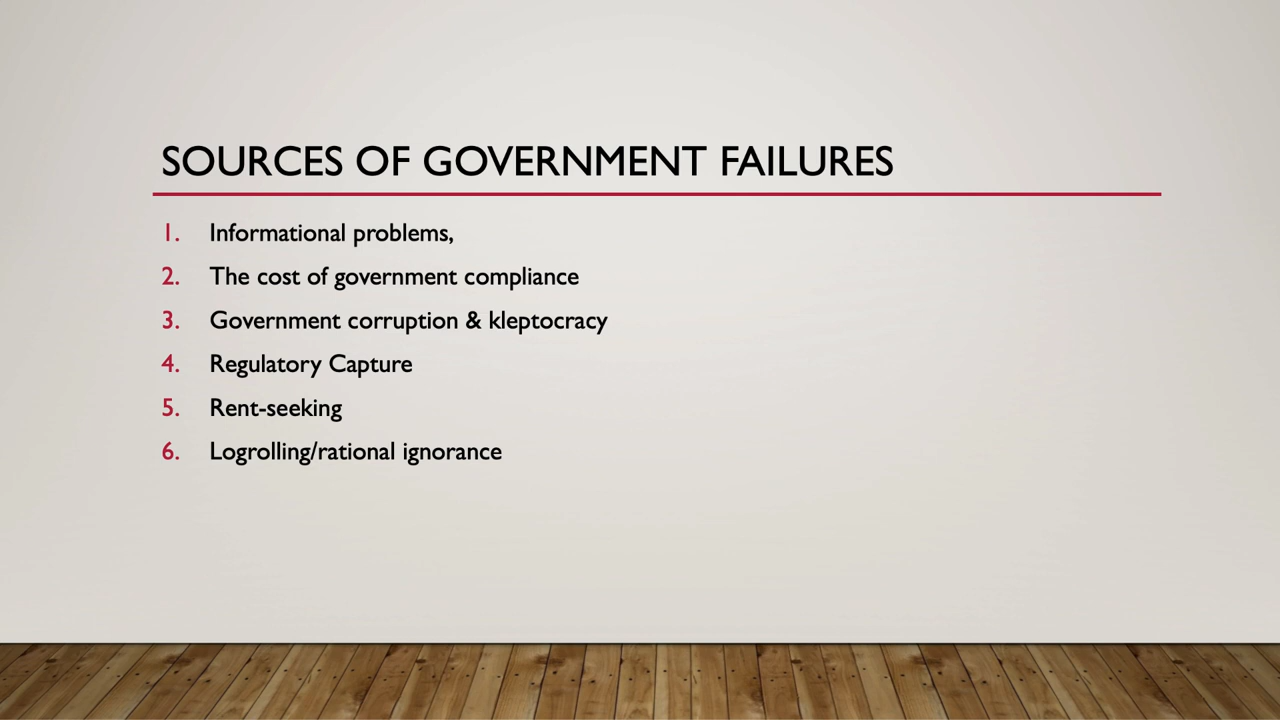 SOURCES OF GOVERNMENT FAILURES
1. Informational problems,
2. The cost of government compliance
3. Government corruption & kleptocracy
4. Regulatory Capture
5. Rent-seeking
6. Logrolling/rational ignorance